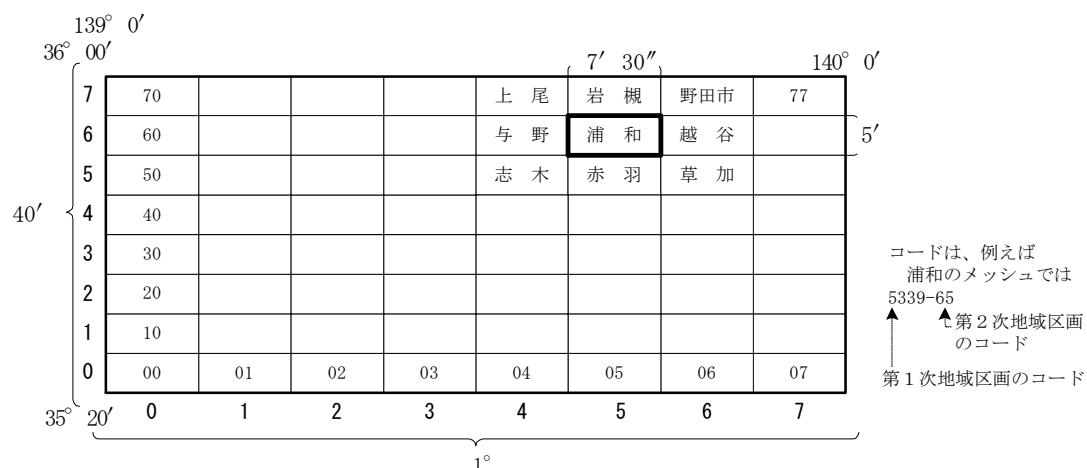 139° 0′
36° 00′
7′ 30″
140° 0′
7 70 上 尾 岩 槻 野田市 77
6 60 与 野 浦 和 越 谷 5′
5 50 志 木 赤 羽 草 加
40′ 4 40
3 30
2 20
1 10
0 00 01 02 03 04 05 06 07
35° 20′ 0 1 2 3 4 5 6 7
1°
コードは、例えば
浦和のメッシュでは
5339-65
第２次地域区画
のコード
第１次地域区画のコード